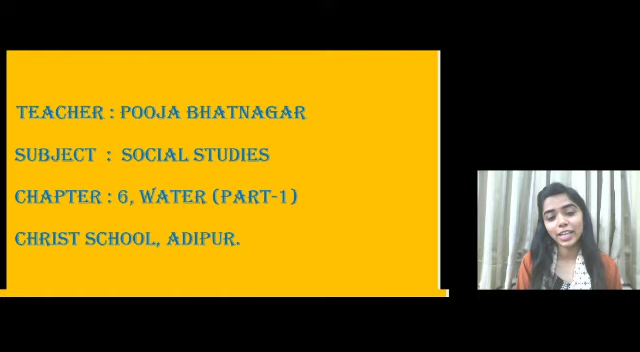 TEACHER : POOJA BHATNAGAR
SUBJECT : SOCIAL STUDIES
CHAPTER : 6, WATER (PART-1)
CHRIST SCHOOL, ADIPUR.